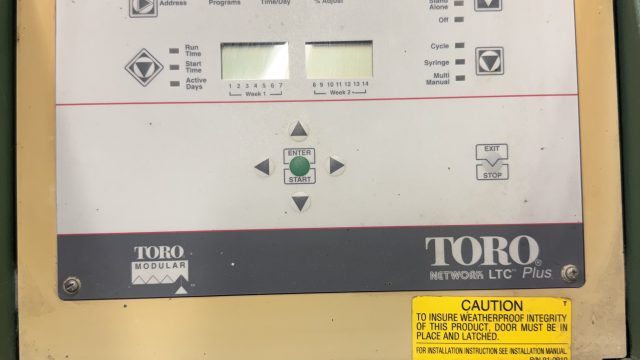 Address
Programs
Time/Day
% Adjust
Stand
Alone
Off
Run
Time
Start
Time
Active
Days
1 2 3 4 5 6 7
Week 1
8 9 10 11 12 13 14
Week 2
Cycle
Syringe
Multi
Manual
ENTER
START
EXIT
STOP
TORO
MODULAR
TORO®
NETWORK LTC™ Plus
CAUTION
TO INSURE WEATHERPROOF INTEGRITY
OF THIS PRODUCT, DOOR MUST BE IN
PLACE AND LATCHED.
FOR INSTALLATION INSTRUCTION SEE INSTALLATION MANUAL